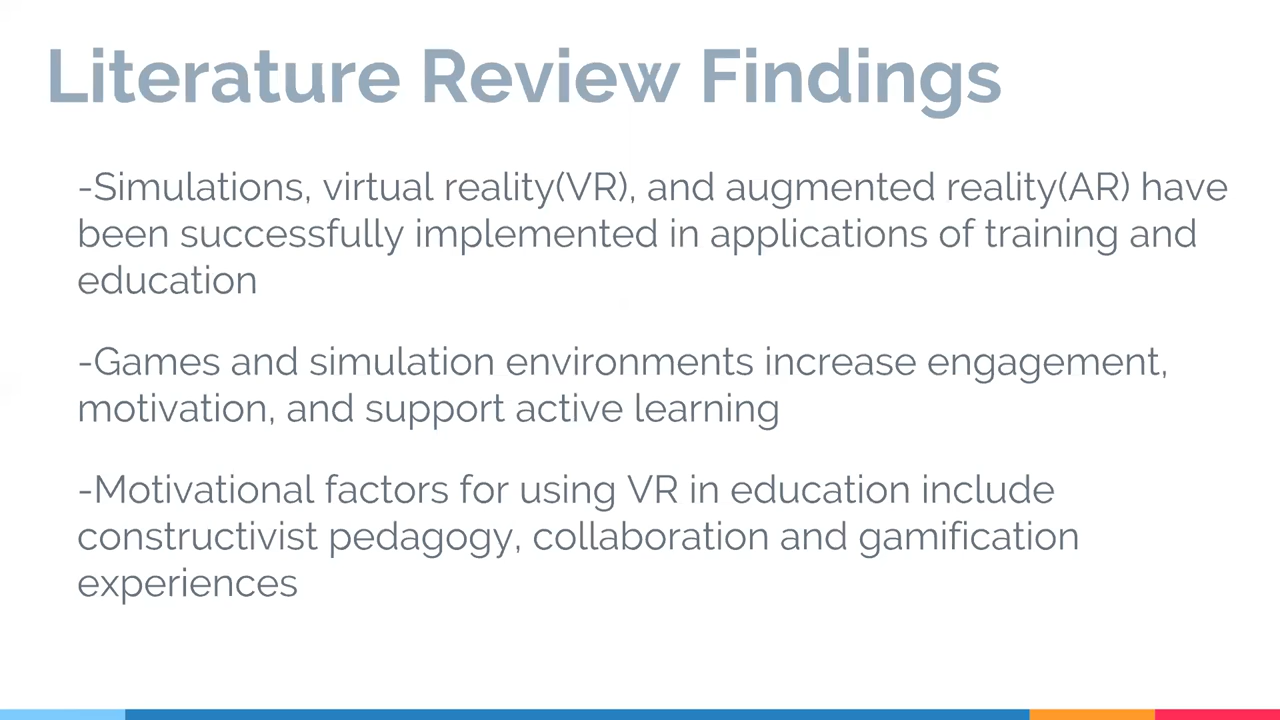 Literature Review Findings
-Simulations, virtual reality(VR), and augmented reality(AR) have
been successfully implemented in applications of training and
education
-Games and simulation environments increase engagement,
motivation, and support active learning
-Motivational factors for using VR in education include
constructivist pedagogy, collaboration and gamification
experiences